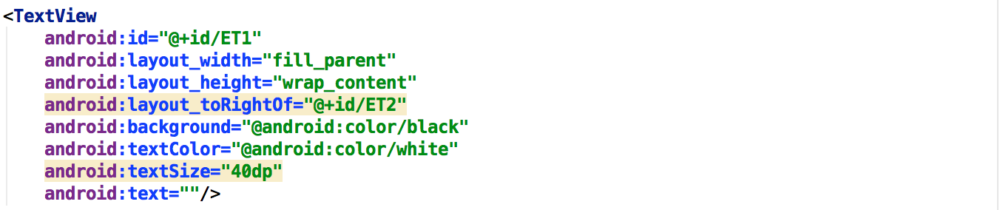 <TextView
android:id="@+id/ET1"
android:layout_width="fill_parent"
android:layout_height="wrap_content"
android:layout_toRightOf="@+id/ET2"
android:background="@android:color/black"
android:textColor="@android:color/white"
android:textSize="40dp"
android:text=""/>